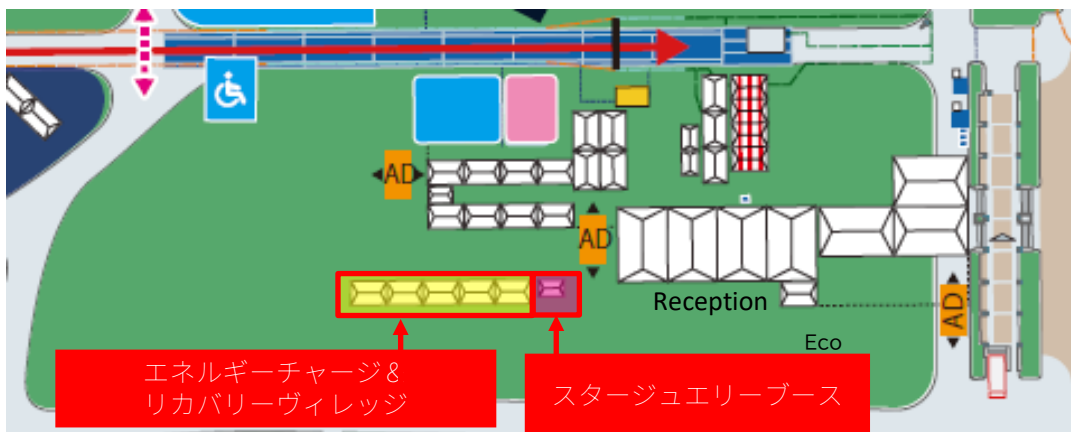 AD
AD
Reception
AD
Eco
エネルギーチャージ&
リカバリーヴィレッジ
スタージュエリーブース